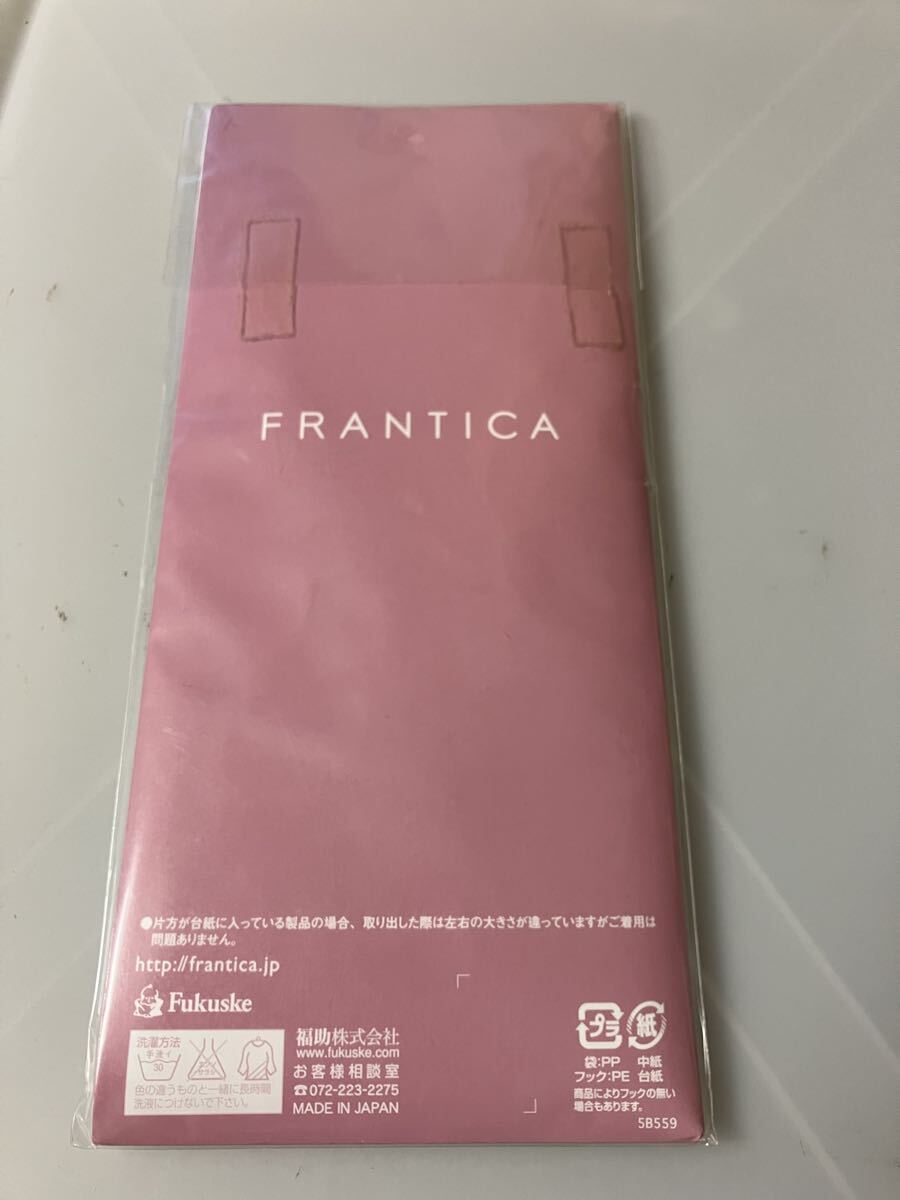 FRANTICA
●片方が台紙に入っている製品の場合、取り出した際は左右の大きさが違っていますがご着用は
問題ありません。
http://frantica.jp
Fukuske
洗濯方法
手洗イ
30
エンソ
サラシ
色の違うものと一緒に長時間
洗液につけないで下さい。
福助株式会社
www.fukuske.com
お客様相談室
☎072-223-2275
MADE IN JAPAN
プラ
紙
袋:PP 中紙
フック:PE 台紙
商品によりフックの無い
場合もあります。
5B559